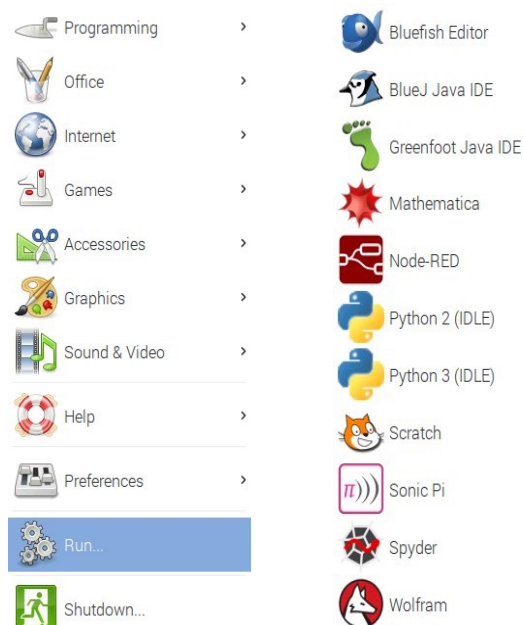 Programming
Office
Internet
Games
Accessories
Graphics
Sound & Video
Help
Preferences
Run...
Shutdown...
Bluefish Editor
BlueJ Java IDE
Greenfoot Java IDE
Mathematica
Node-RED
Python 2 (IDLE)
Python 3 (IDLE)
Scratch
π)))
Sonic Pi
Spyder
Wolfram